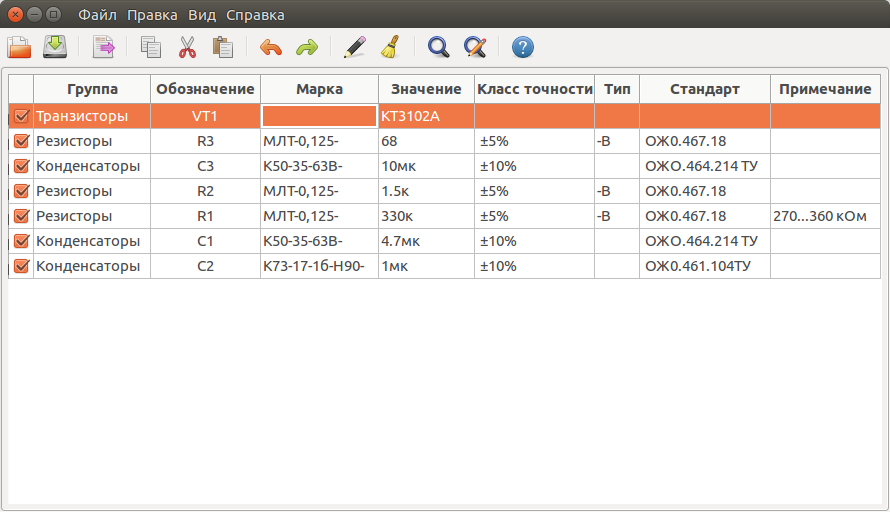 Файл Правка Вид Справка
Группа Обозначение Марка Значение Класс точности Тип Стандарт Примечание
Транзисторы VT1 КТ3102А
Резисторы R3 МЛТ-0,125- 68 ±5% -В ОЖ0.467.18
Конденсаторы C3 К50-35-63В- 10мк ±10% ОЖО.464.214 ТУ
Резисторы R2 МЛТ-0,125- 1.5к ±5% -В ОЖ0.467.18
Резисторы R1 МЛТ-0,125- 330к ±5% -В ОЖ0.467.18 270...360 кОм
Конденсаторы C1 К50-35-63В- 4.7мк ±10% ОЖО.464.214 ТУ
Конденсаторы C2 К73-17-1б-Н90- 1мк ±10% ОЖ0.461.104ТУ